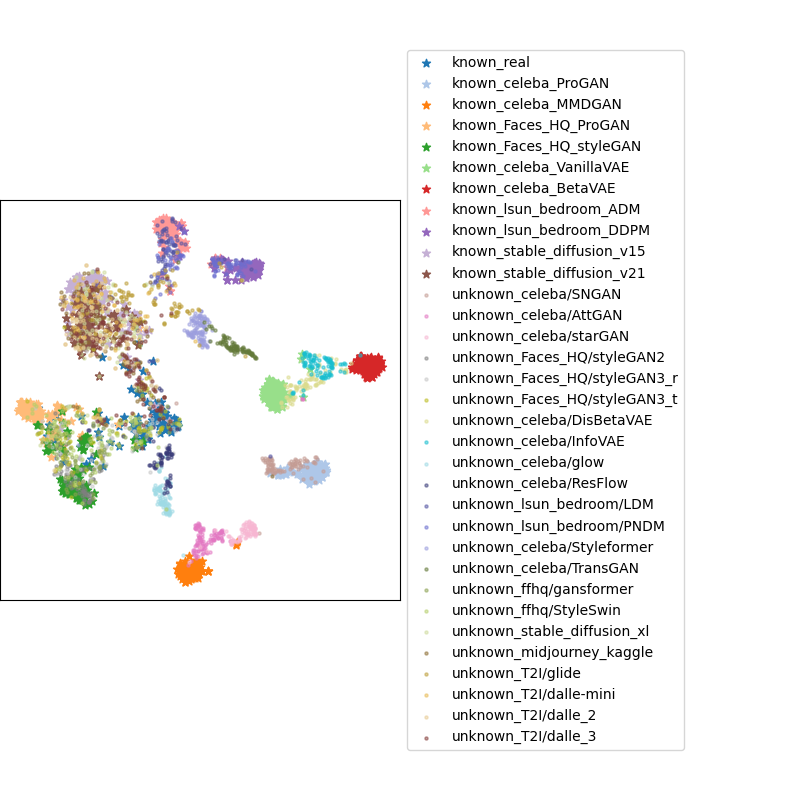 known_real
known_celeba_ProGAN
known_celeba_MMDGAN
known_Faces_HQ_ProGAN
known_Faces_HQ_styleGAN
known_celeba_VanillaVAE
known_celeba_BetaVAE
known_lsun_bedroom_ADM
known_lsun_bedroom_DDPM
known_stable_diffusion_v15
known_stable_diffusion_v21
unknown_celeba/SNGAN
unknown_celeba/AttGAN
unknown_celeba/starGAN
unknown_Faces_HQ/styleGAN2
unknown_Faces_HQ/styleGAN3_r
unknown_Faces_HQ/styleGAN3_t
unknown_celeba/DisBetaVAE
unknown_celeba/InfoVAE
unknown_celeba/glow
unknown_celeba/ResFlow
unknown_lsun_bedroom/LDM
unknown_lsun_bedroom/PNDM
unknown_celeba/Styleformer
unknown_celeba/TransGAN
unknown_ffhq/gansformer
unknown_ffhq/StyleSwin
unknown_stable_diffusion_xl
unknown_midjourney_kaggle
unknown_T2I/glide
unknown_T2I/dalle-mini
unknown_T2I/dalle_2
unknown_T2I/dalle_3